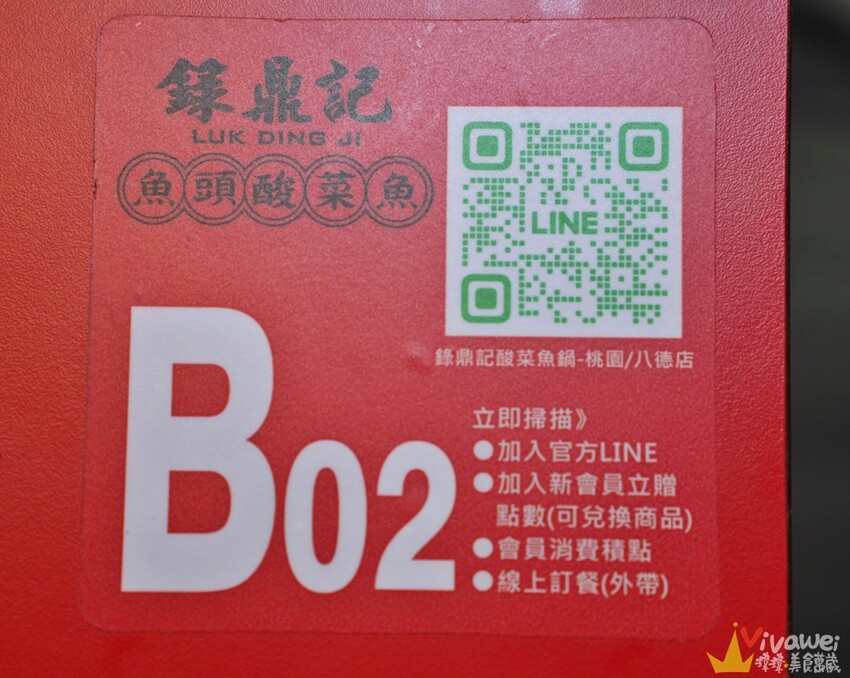 錄鼎記
LUK DING JI
魚頭酸菜魚
LINE
錄鼎記酸菜魚鍋-桃園/八德店
B02
立即掃描》
●加入官方LINE
●加入新會員立贈
點數(可兌換商品)
●會員消費積點
●線上訂餐(外帶)
Vivawei